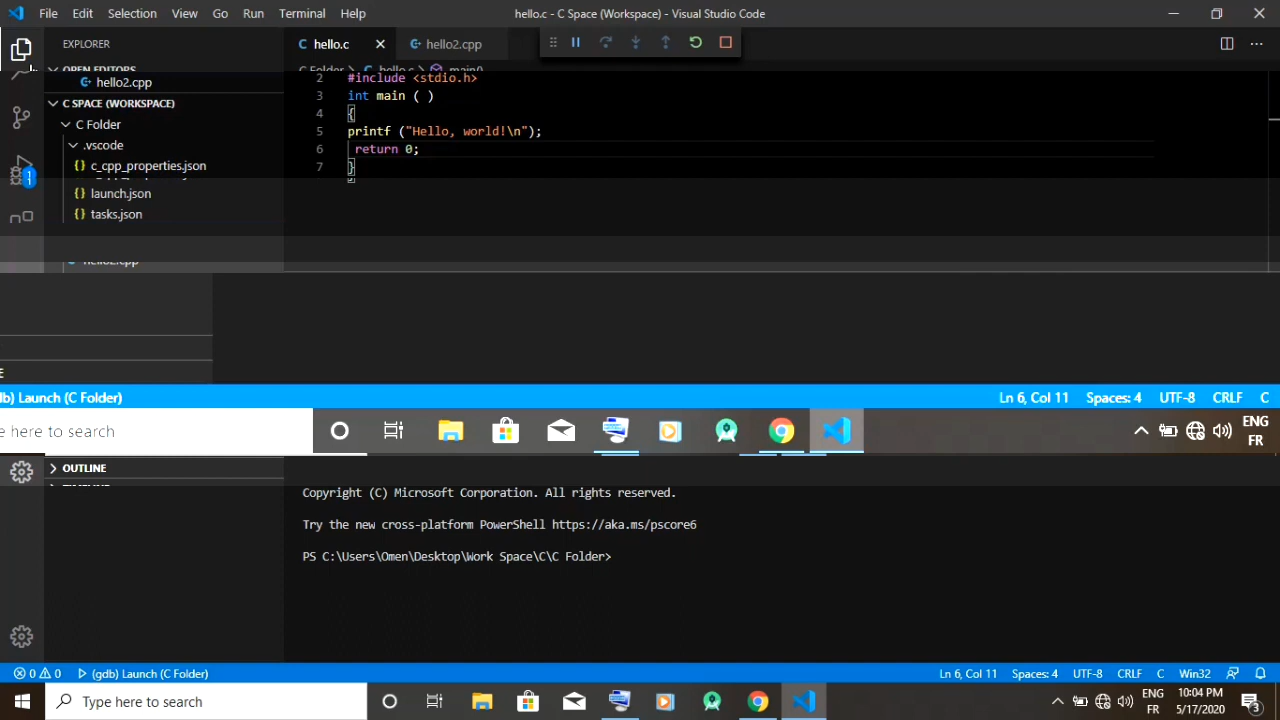 File Edit Selection View Go Run Terminal Help
hello.c - C Space (Workspace) - Visual Studio Code
EXPLORER
C hello.c
hello2.cpp
OPEN EDITORS
C Folder > C hello.c > main()
hello2.cpp
C SPACE (WORKSPACE)
C Folder
.vscode
{} c_cpp_properties.json
{} launch.json
{} tasks.json
hello2.cpp
1
2 #include <stdio.h>
3 int main ( )
4 {
5 printf ("Hello, world!\n");
6 return 0;
7 }
db) Launch (C Folder)
Ln 6, Col 11 Spaces: 4 UTF-8 CRLF C
here to search
ENG
FR
OUTLINE
Copyright (C) Microsoft Corporation. All rights reserved.
Try the new cross-platform PowerShell https://aka.ms/pscore6
PS C:\Users\Omen\Desktop\Work Space\C\C Folder>
0 0 (gdb) Launch (C Folder)
Ln 6, Col 11 Spaces: 4 UTF-8 CRLF C Win32
Type here to search
ENG
FR
10:04 PM
5/17/2020
3